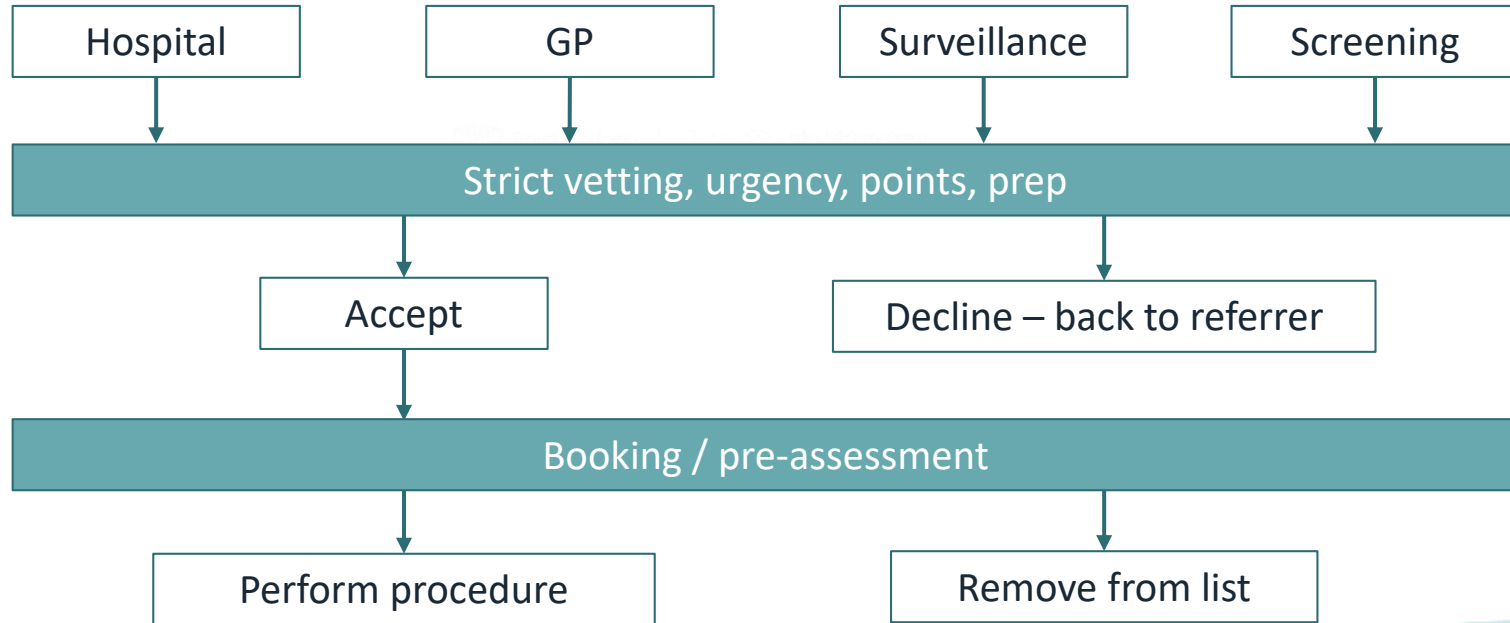 Hospital
GP
Surveillance
Screening
Strict vetting, urgency, points, prep
Accept
Decline – back to referrer
Booking / pre-assessment
Perform procedure
Remove from list